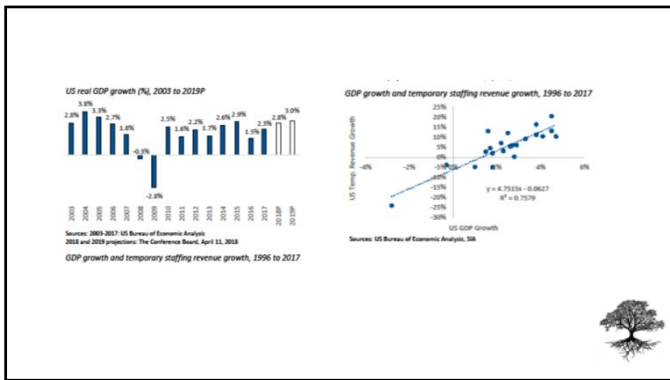 US real GDP growth (%), 2003 to 2019P
2.8% 3.8% 3.3% 2.7% 1.8% -0.3% -2.8% 2.5% 1.6% 2.2% 1.7% 2.6% 2.9% 1.5% 2.3% 2.8% 3.0%
2003 2004 2005 2006 2007 2008 2009 2010 2011 2012 2013 2014 2015 2016 2017 2018P 2019P
Sources: 2003-2017: US Bureau of Economic Analysis
2018 and 2019 projections: The Conference Board, April 11, 2018
GDP growth and temporary staffing revenue growth, 1996 to 2017
GDP growth and temporary staffing revenue growth, 1996 to 2017
US Temp. Revenue Growth
25%
20%
15%
10%
5%
0%
-5%
-10%
-15%
-20%
-25%
-30%
-4% -2% 0% 2% 4% 6%
y = 4.7515x - 0.0627
R² = 0.7579
US GDP Growth
Sources: US Bureau of Economic Analysis, SIA